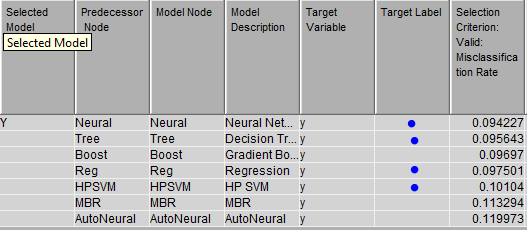 Selected Model Predecessor Node Model Node Model Description Target Variable Target Label Selection Criterion: Valid: Misclassifica tion Rate
Selected Model
Y Neural Neural Neural Net... y 0.094227
Tree Tree Decision Tr... y 0.095643
Boost Boost Gradient Bo... y 0.09697
Reg Reg Regression y 0.097501
HPSVM HPSVM HP SVM y 0.10104
MBR MBR MBR y 0.113294
AutoNeural AutoNeural AutoNeural y 0.119973